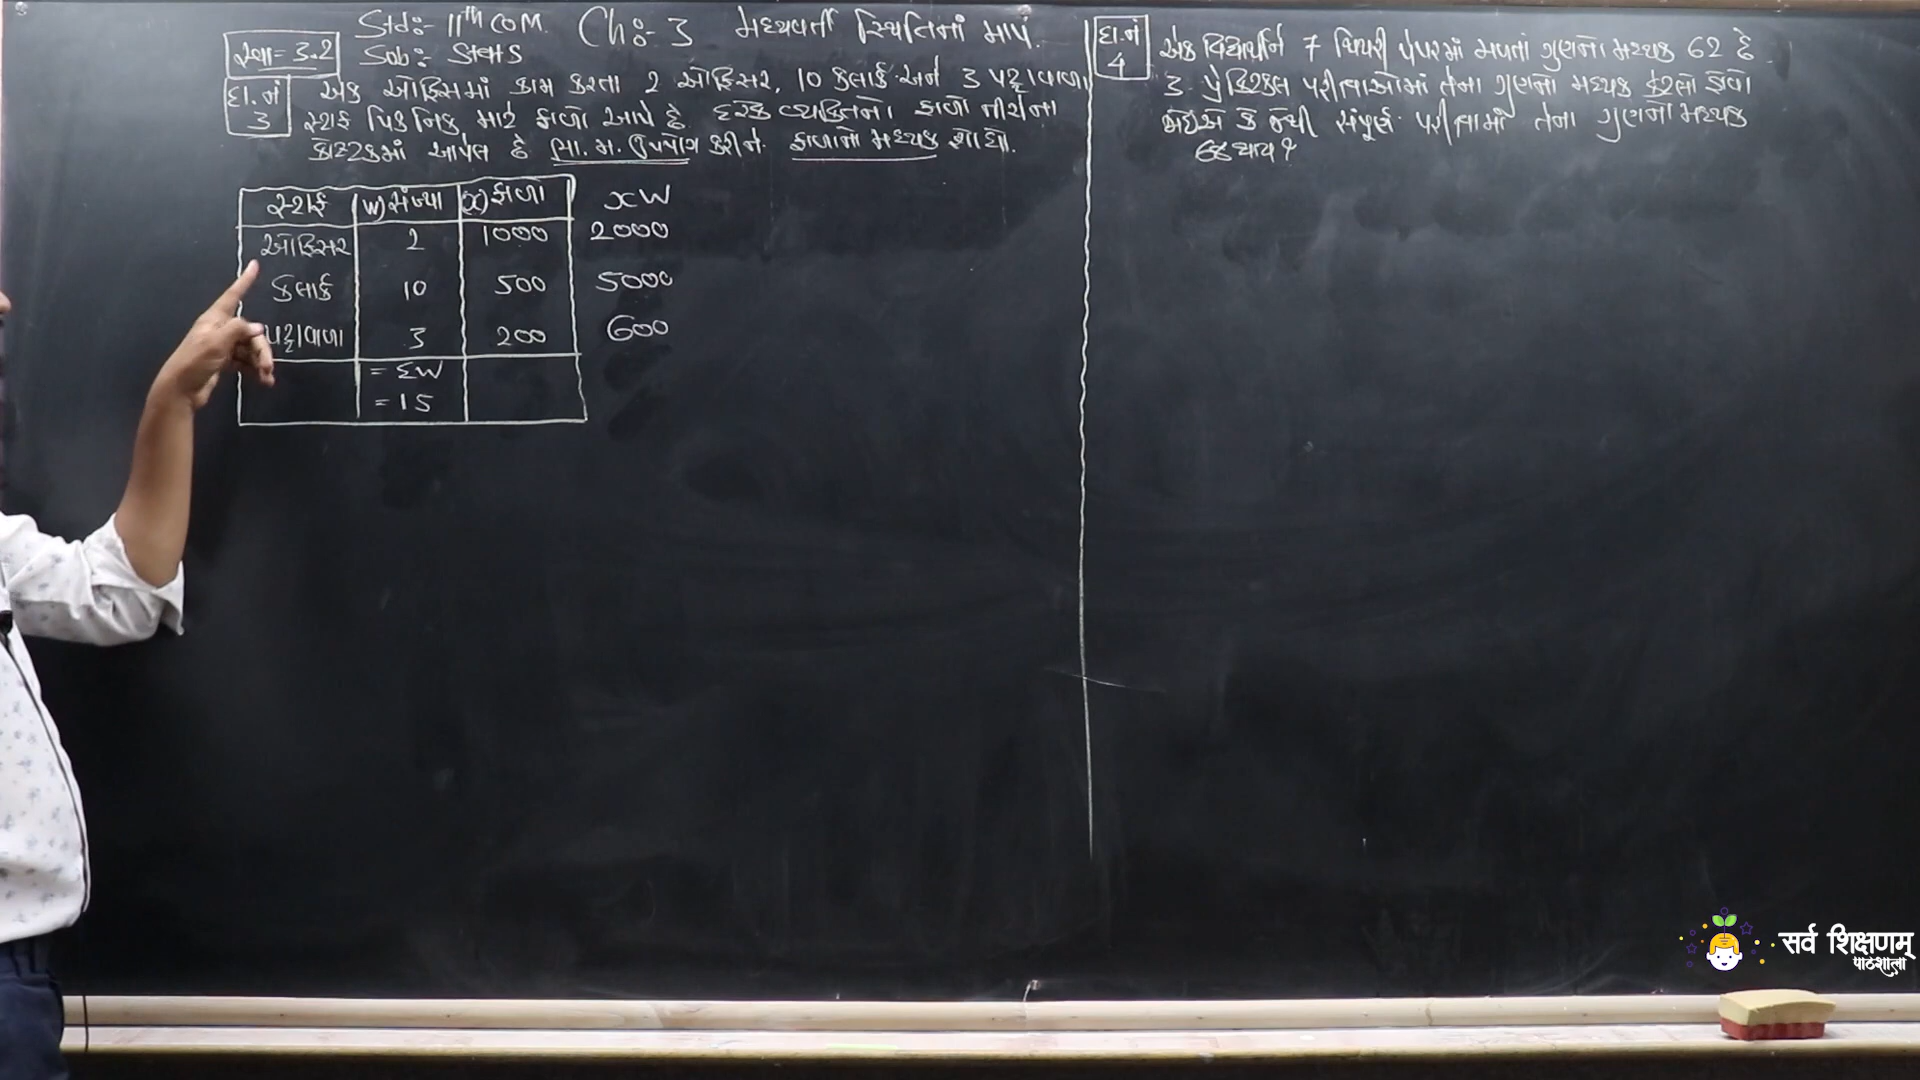 Std:- 11th COM. Ch:- 3 મધ્યવર્તી સ્થિતિનાં માપ.
સ્વા = 3.2 Sub:-
દા.નં 3 એક ઓફિસમાં કામ કરતા 2 ઓફિસર, 10 કલાર્ક અને 3 પટ્ટાવાળા
સ્ટાફ પિકનિક માટે ફાળો આપે છે. દરેક વ્યક્તિનો ફાળો નીચેના
કોષ્ટકમાં આપેલ છે ભા. મ. ઉપયોગ કરીને ફાળાનો મધ્યક શોધો.
સ્ટાફ (W) સંખ્યા (x) ફાળો xW
ઓફિસર 2 1000 2000
કલાર્ક 10 500 5000
પટ્ટાવાળા 3 200 600
= ΣW
= 15
દા.નં 4 એક વિદ્યાર્થીને 7 થિયરી પેપરમાં મળતાં ગુણનો મધ્યક 62 છે
3 પ્રેક્ટિકલ પરીક્ષાઓમાં તેના ગુણનો મધ્યક કેટલો હોવો
જોઈએ કે જેથી સંપૂર્ણ પરીક્ષામાં તેના ગુણનો મધ્યક
68 થાય ?
सर्व शिक्षणम्
पाठशाला